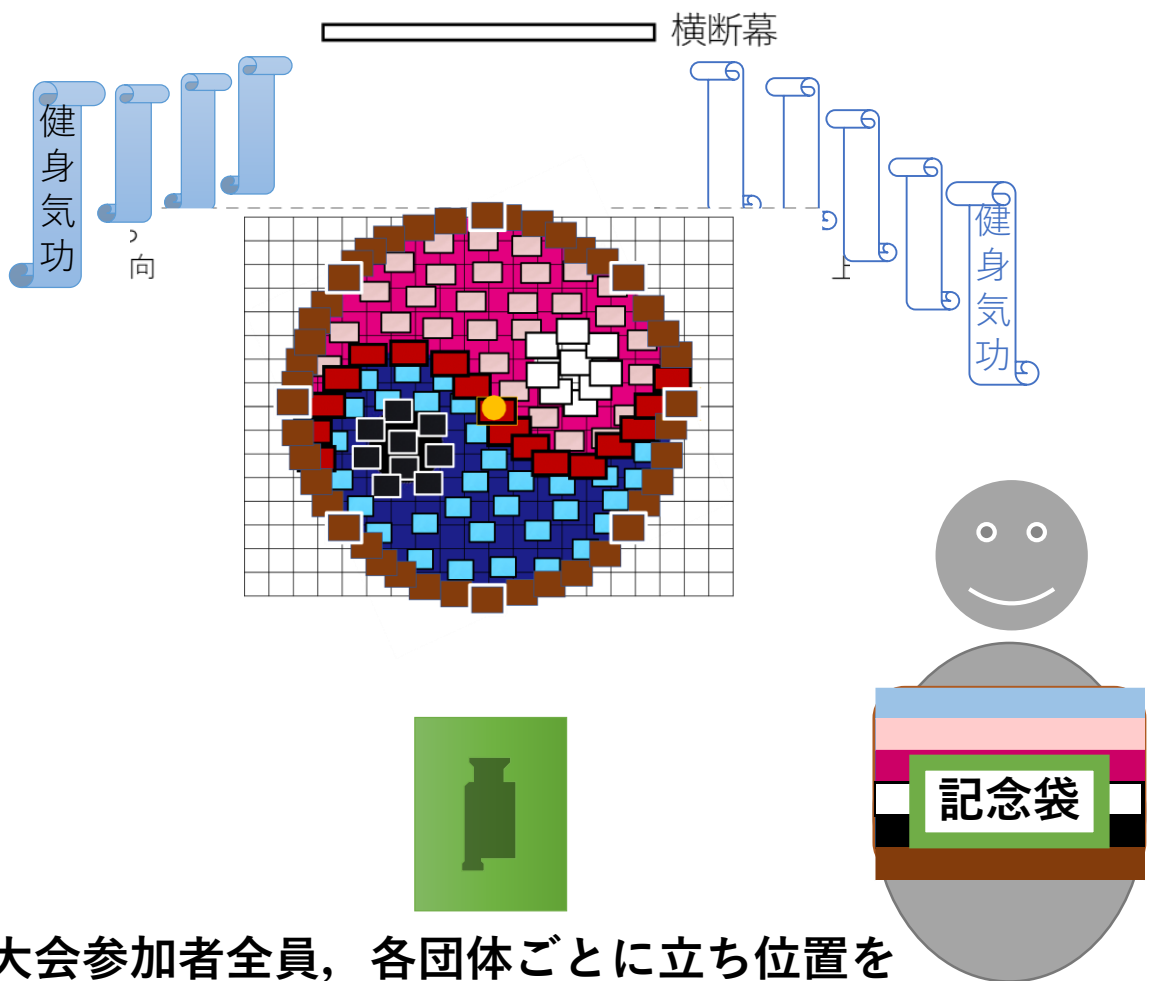 横断幕
健身気功
健身気功
向
記念袋
大会参加者全員，各団体ごとに立ち位置を